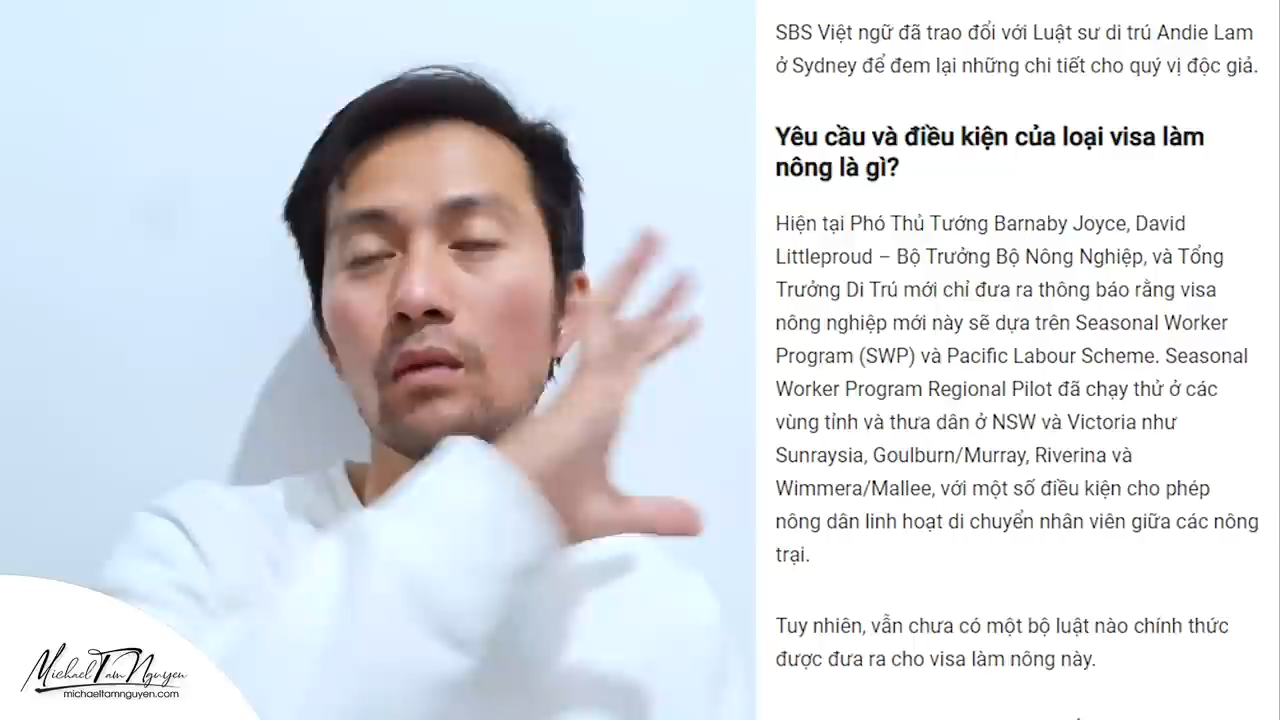 SBS Việt ngữ đã trao đổi với Luật sư di trú Andie Lam
ở Sydney để đem lại những chi tiết cho quý vị độc giả.
Yêu cầu và điều kiện của loại visa làm
nông là gì?
Hiện tại Phó Thủ Tướng Barnaby Joyce, David
Littleproud – Bộ Trưởng Bộ Nông Nghiệp, và Tổng
Trưởng Di Trú mới chỉ đưa ra thông báo rằng visa
nông nghiệp mới này sẽ dựa trên Seasonal Worker
Program (SWP) và Pacific Labour Scheme. Seasonal
Worker Program Regional Pilot đã chạy thử ở các
vùng tỉnh và thưa dân ở NSW và Victoria như
Sunraysia, Goulburn/Murray, Riverina và
Wimmera/Mallee, với một số điều kiện cho phép
nông dân linh hoạt di chuyển nhân viên giữa các nông
trại.
Tuy nhiên, vẫn chưa có một bộ luật nào chính thức
được đưa ra cho visa làm nông này.
Michael Tam Nguyen
michaeltamnguyen.com